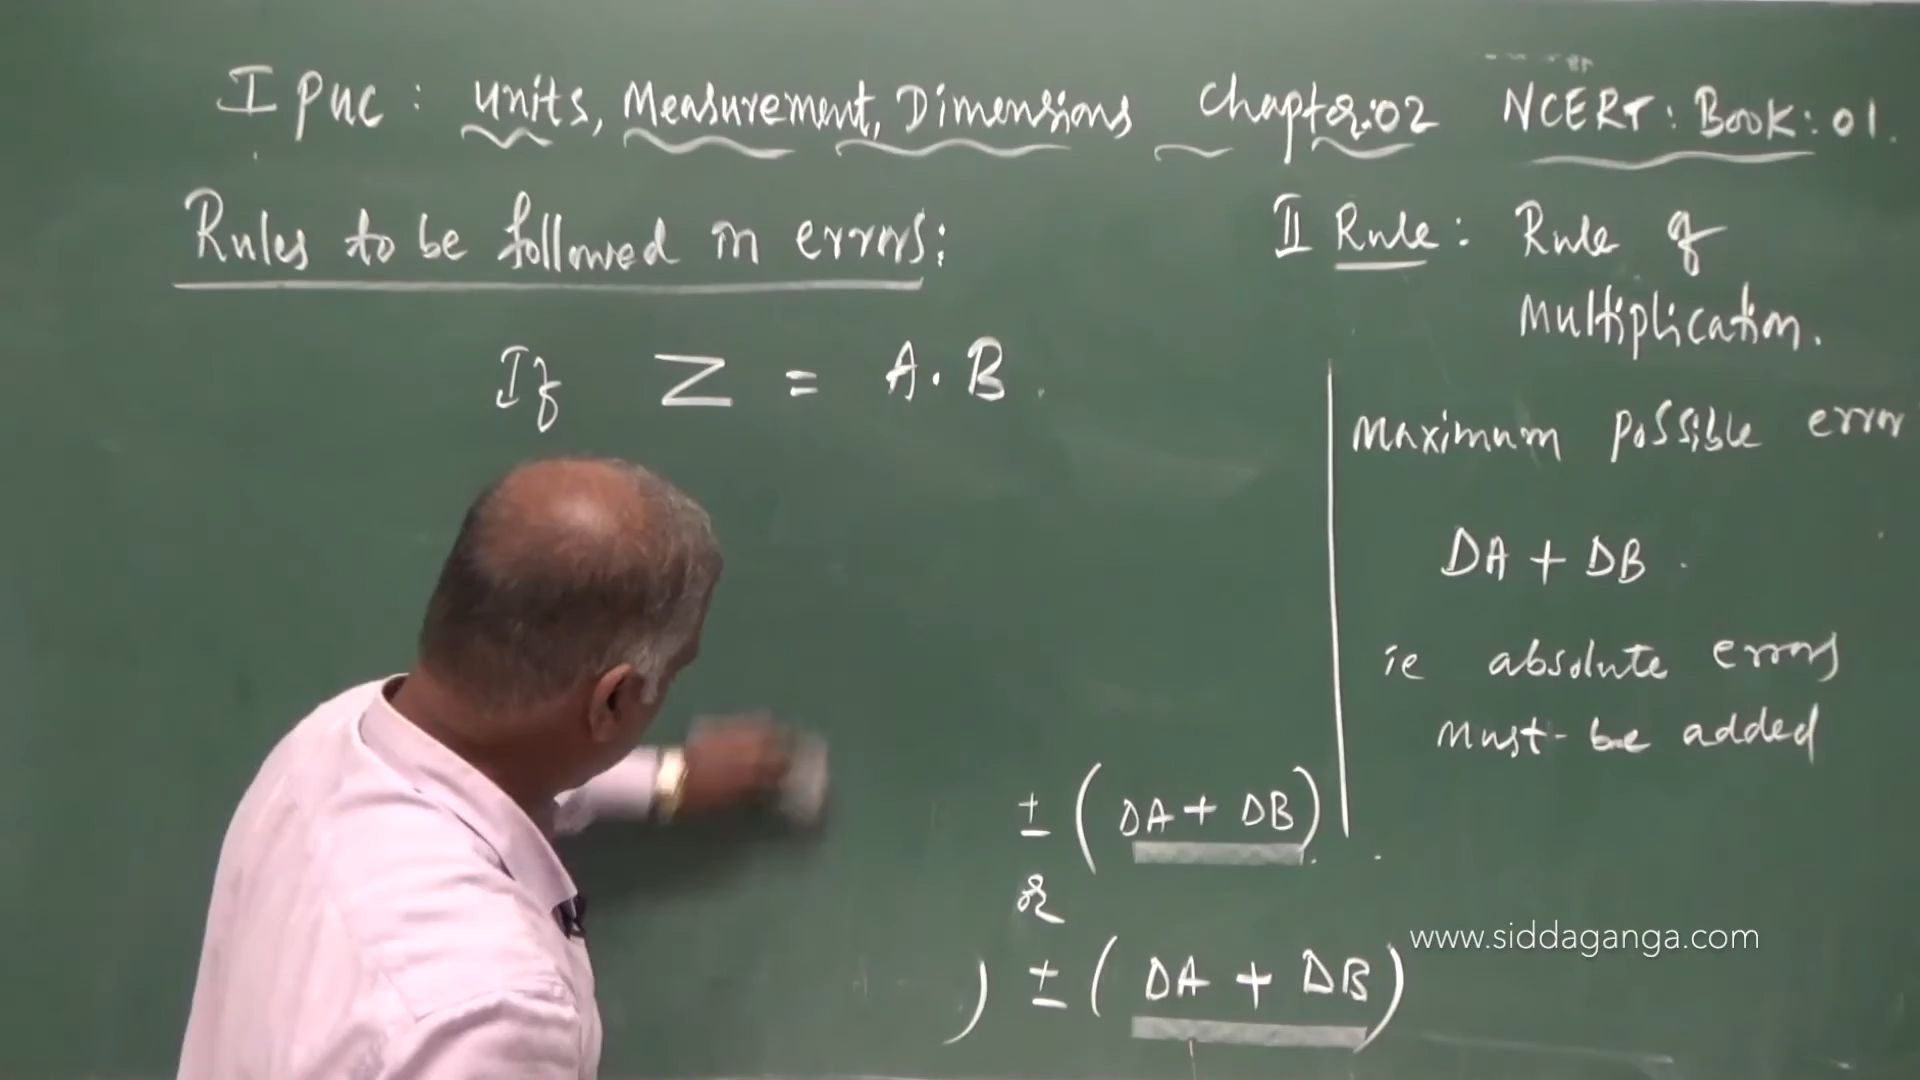 I PUC : Units, Measurement, Dimensions Chapter:02 NCERT: Book: 01.
Rules to be followed in errors:
II Rule: Rule of
Multiplication.
If Z = A . B .
Maximum possible error
DA + DB .
ie absolute errors
must be added
± (DA + DB).
or
) ± (DA + DB)
www.siddaganga.com